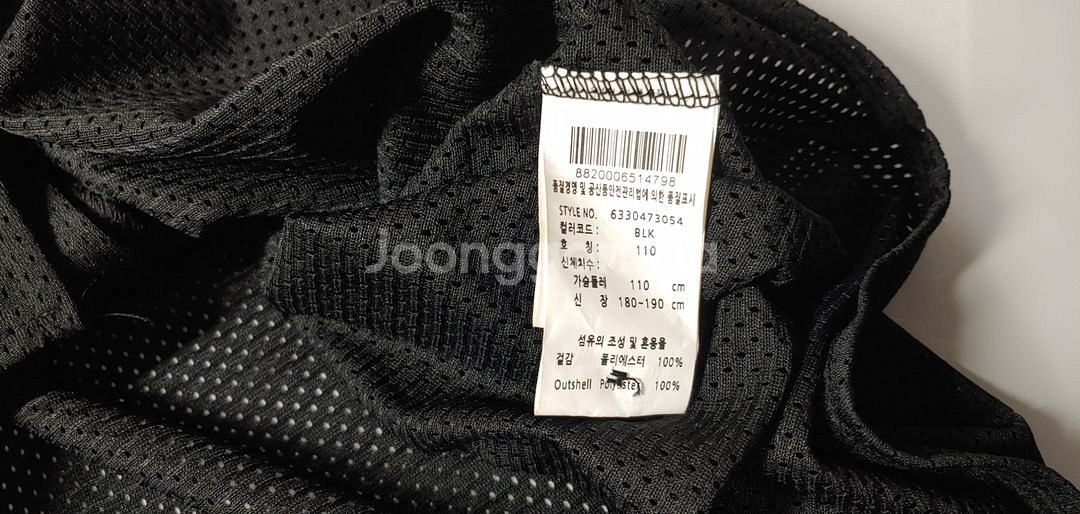 8820006514798
품질경영 및 공산품안전관리법에 의한 품질표시
STYLE NO. 6330473054
컬러코드 : BLK
호 칭 : 110
신체치수 :
가슴둘레 110 cm
신 장 180~190 cm
섬유의 조성 및 혼용율
겉감 폴리에스터 100%
Outshell Polyester 100%